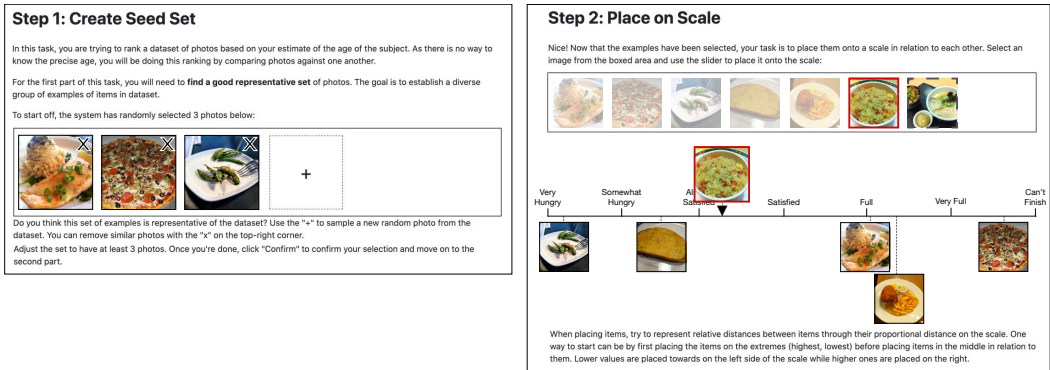 Step 1: Create Seed Set
In this task, you are trying to rank a dataset of photos based on your estimate of the age of the subject. As there is no way to
know the precise age, you will be doing this ranking by comparing photos against one another.
For the first part of this task, you will need to find a good representative set of photos. The goal is to establish a diverse
group of examples of items in dataset.
To start off, the system has randomly selected 3 photos below:
X
X
X
+
Do you think this set of examples is representative of the dataset? Use the "+" to sample a new random photo from the
dataset. You can remove similar photos with the "x" on the top-right corner.
Adjust the set to have at least 3 photos. Once you're done, click "Confirm" to confirm your selection and move on to the
second part.
Step 2: Place on Scale
Nice! Now that the examples have been selected, your task is to place them onto a scale in relation to each other. Select an
image from the boxed area and use the slider to place it onto the scale:
Very
Hungry
Somewhat
Hungry
Satisfied
Full
Very Full
Can't
Finish
When placing items, try to represent relative distances between items through their proportional distance on the scale. One
way to start can be by first placing the items on the extremes (highest, lowest) before placing items in the middle in relation to
them. Lower values are placed towards on the left side of the scale while higher ones are placed on the right.